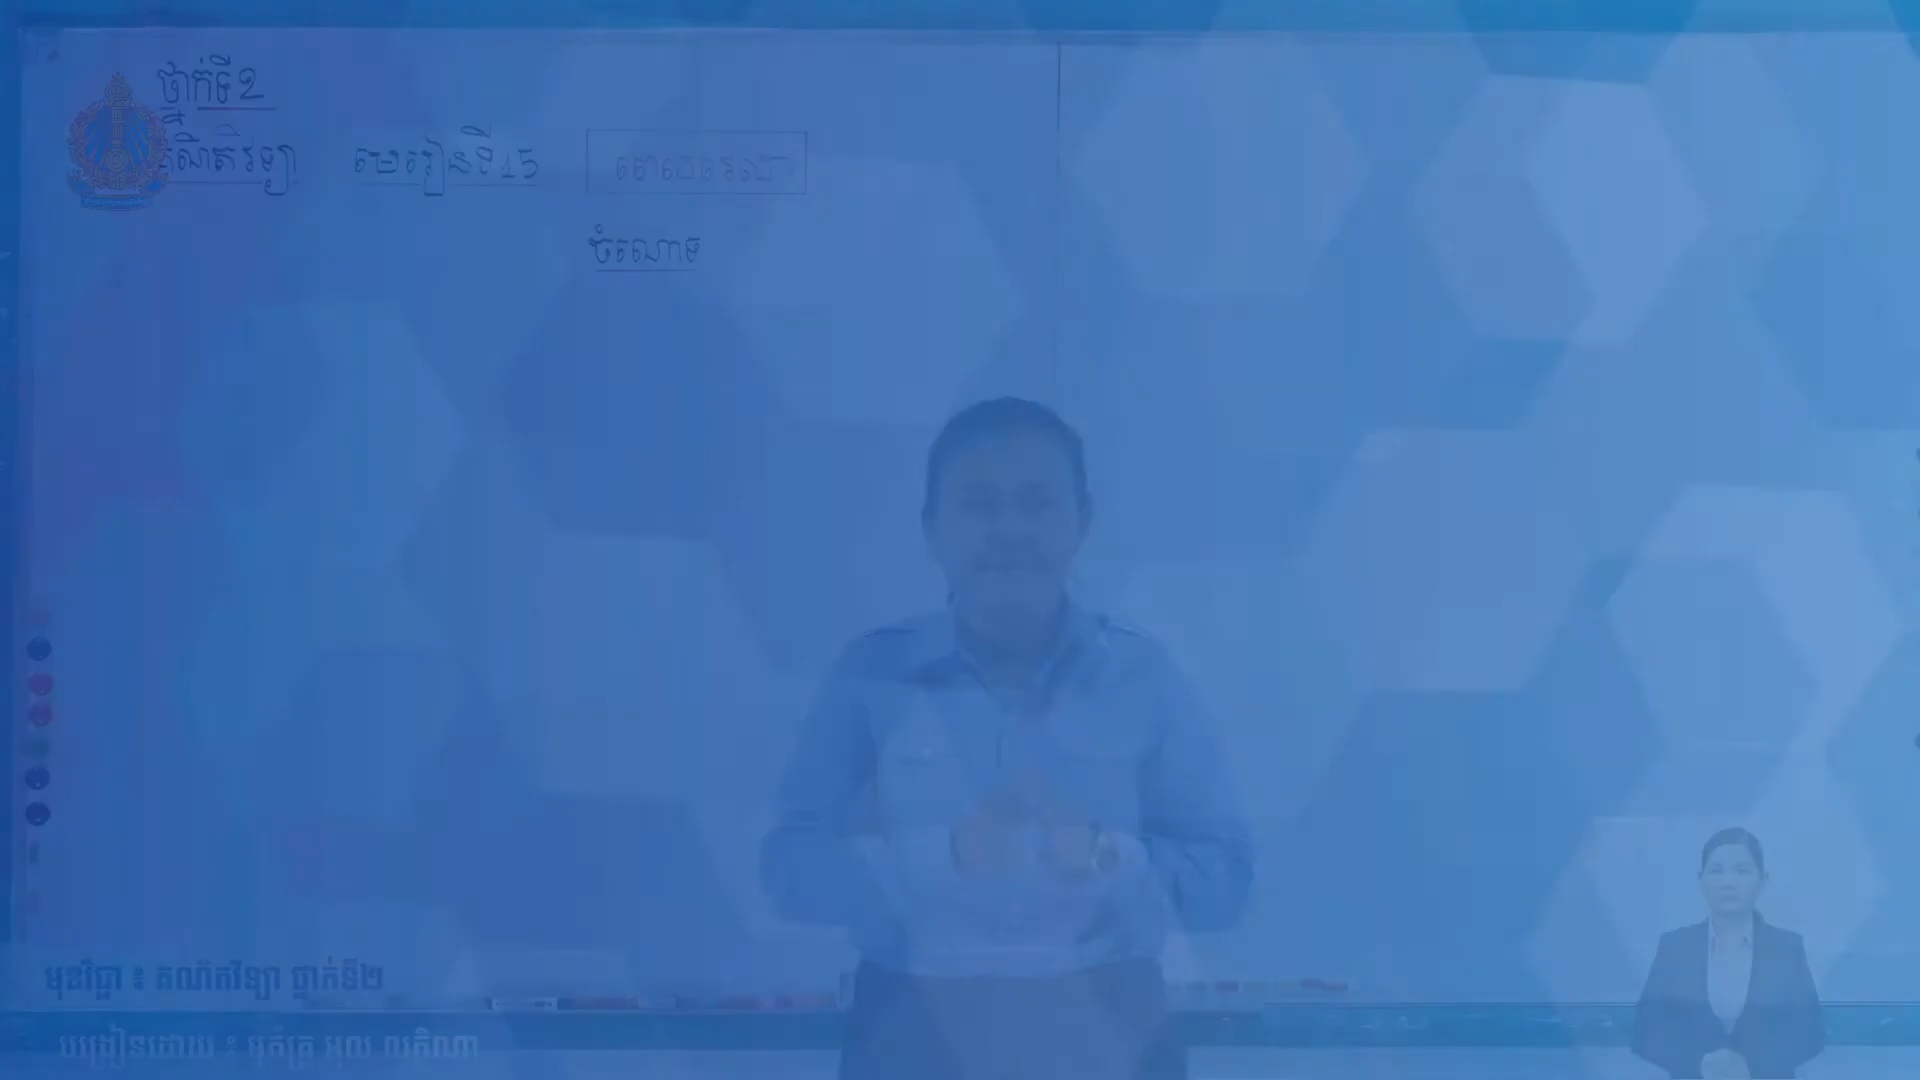 ថ្នាក់ទី២
គណិតវិទ្យា មេរៀនទី15
ចំណោទ
មុខវិជ្ជា ៖ គណិតវិទ្យា ថ្នាក់ទី២
បង្រៀនដោយ ៖ អ្នកគ្រូ